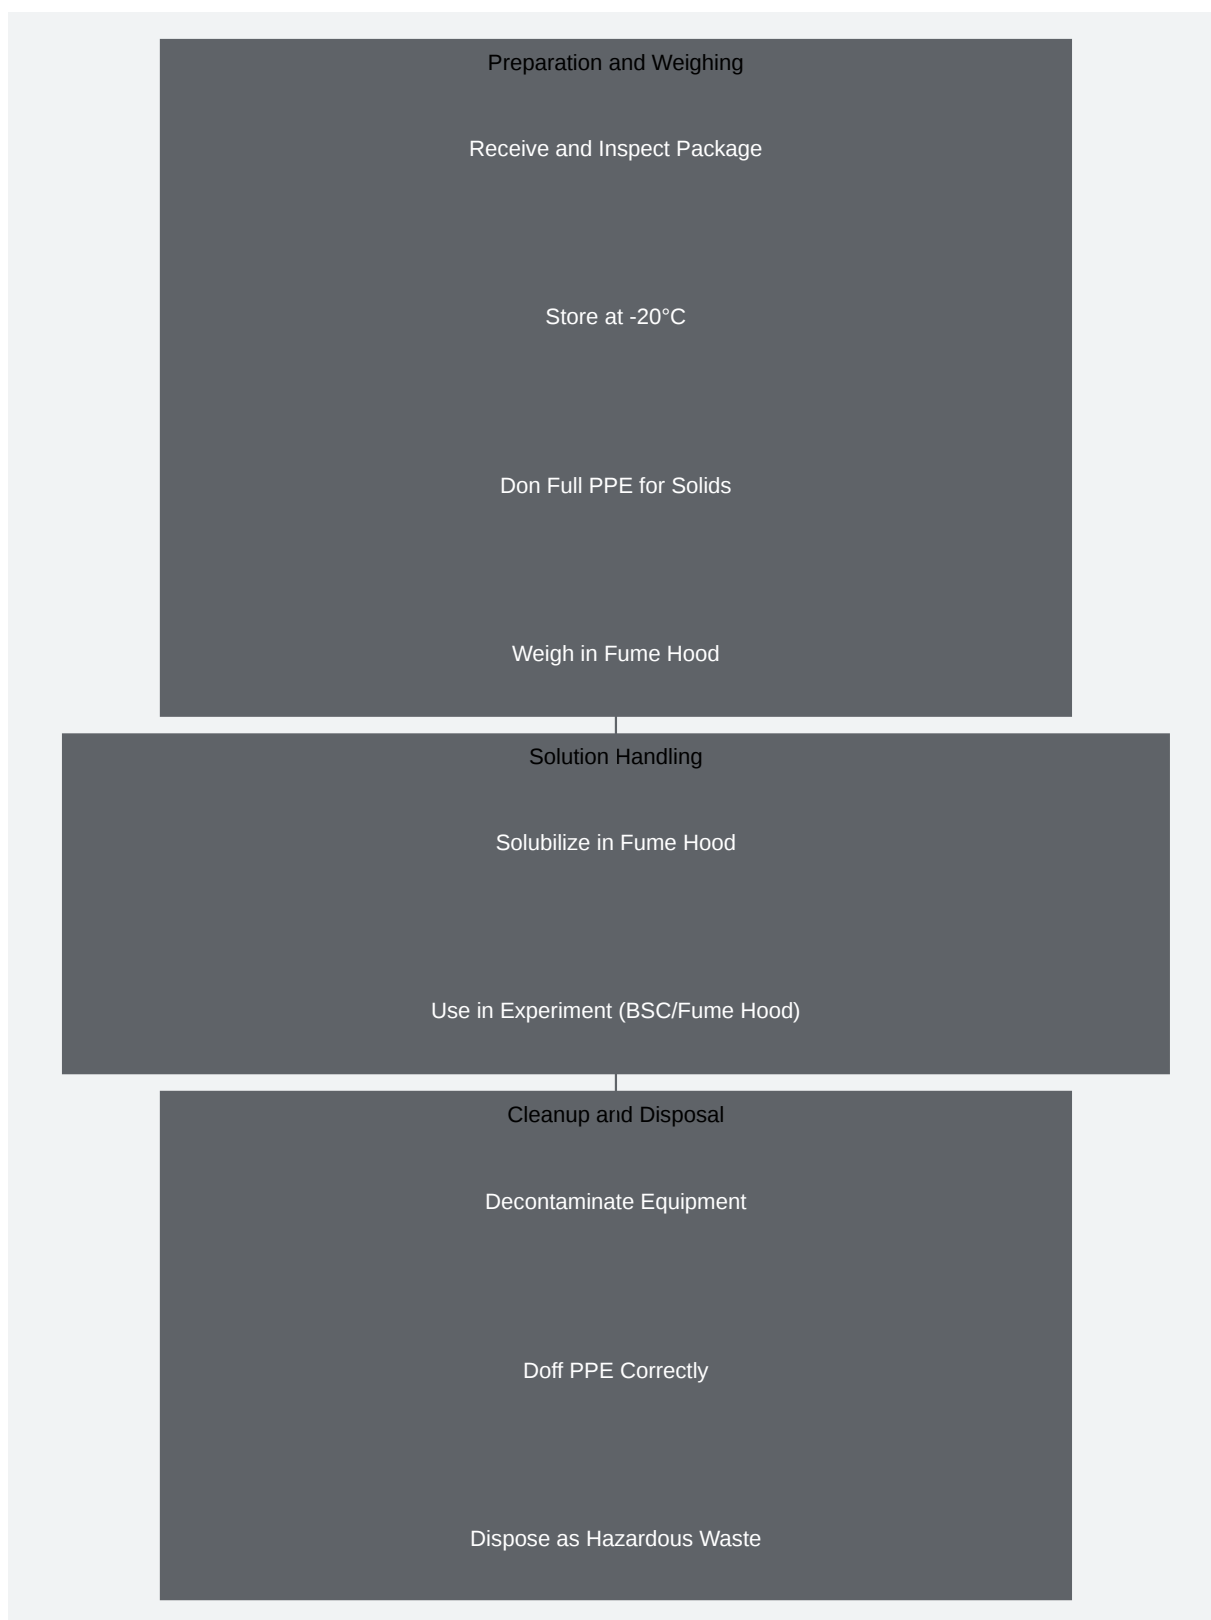 Preparation and Weighing
Receive and Inspect Package
Store at -20°C
Don Full PPE for Solids
Weigh in Fume Hood
Solution Handling
Solubilize in Fume Hood
Use in Experiment (BSC/Fume Hood)
Cleanup and Disposal
Decontaminate Equipment
Doff PPE Correctly
Dispose as Hazardous Waste